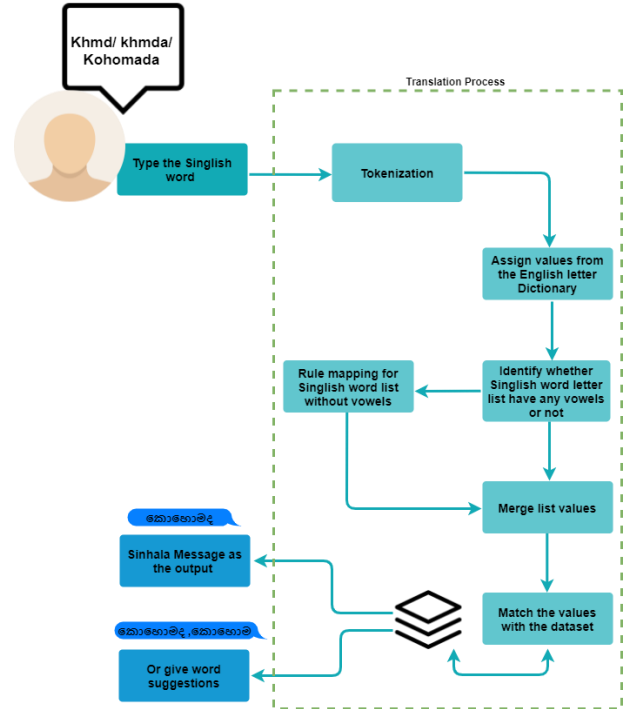 Khmd/ khmda/
Kohomada
Translation Process
Type the Singlish
word
Tokenization
Assign values from
the English letter
Dictionary
Rule mapping for
Singlish word list
without vowels
Identify whether
Singlish word letter
list have any vowels
or not
Merge list values
කොහොමද
Sinhala Message as
the output
Match the values
with the dataset
කොහොමද ,කොහොම
Or give word
suggestions